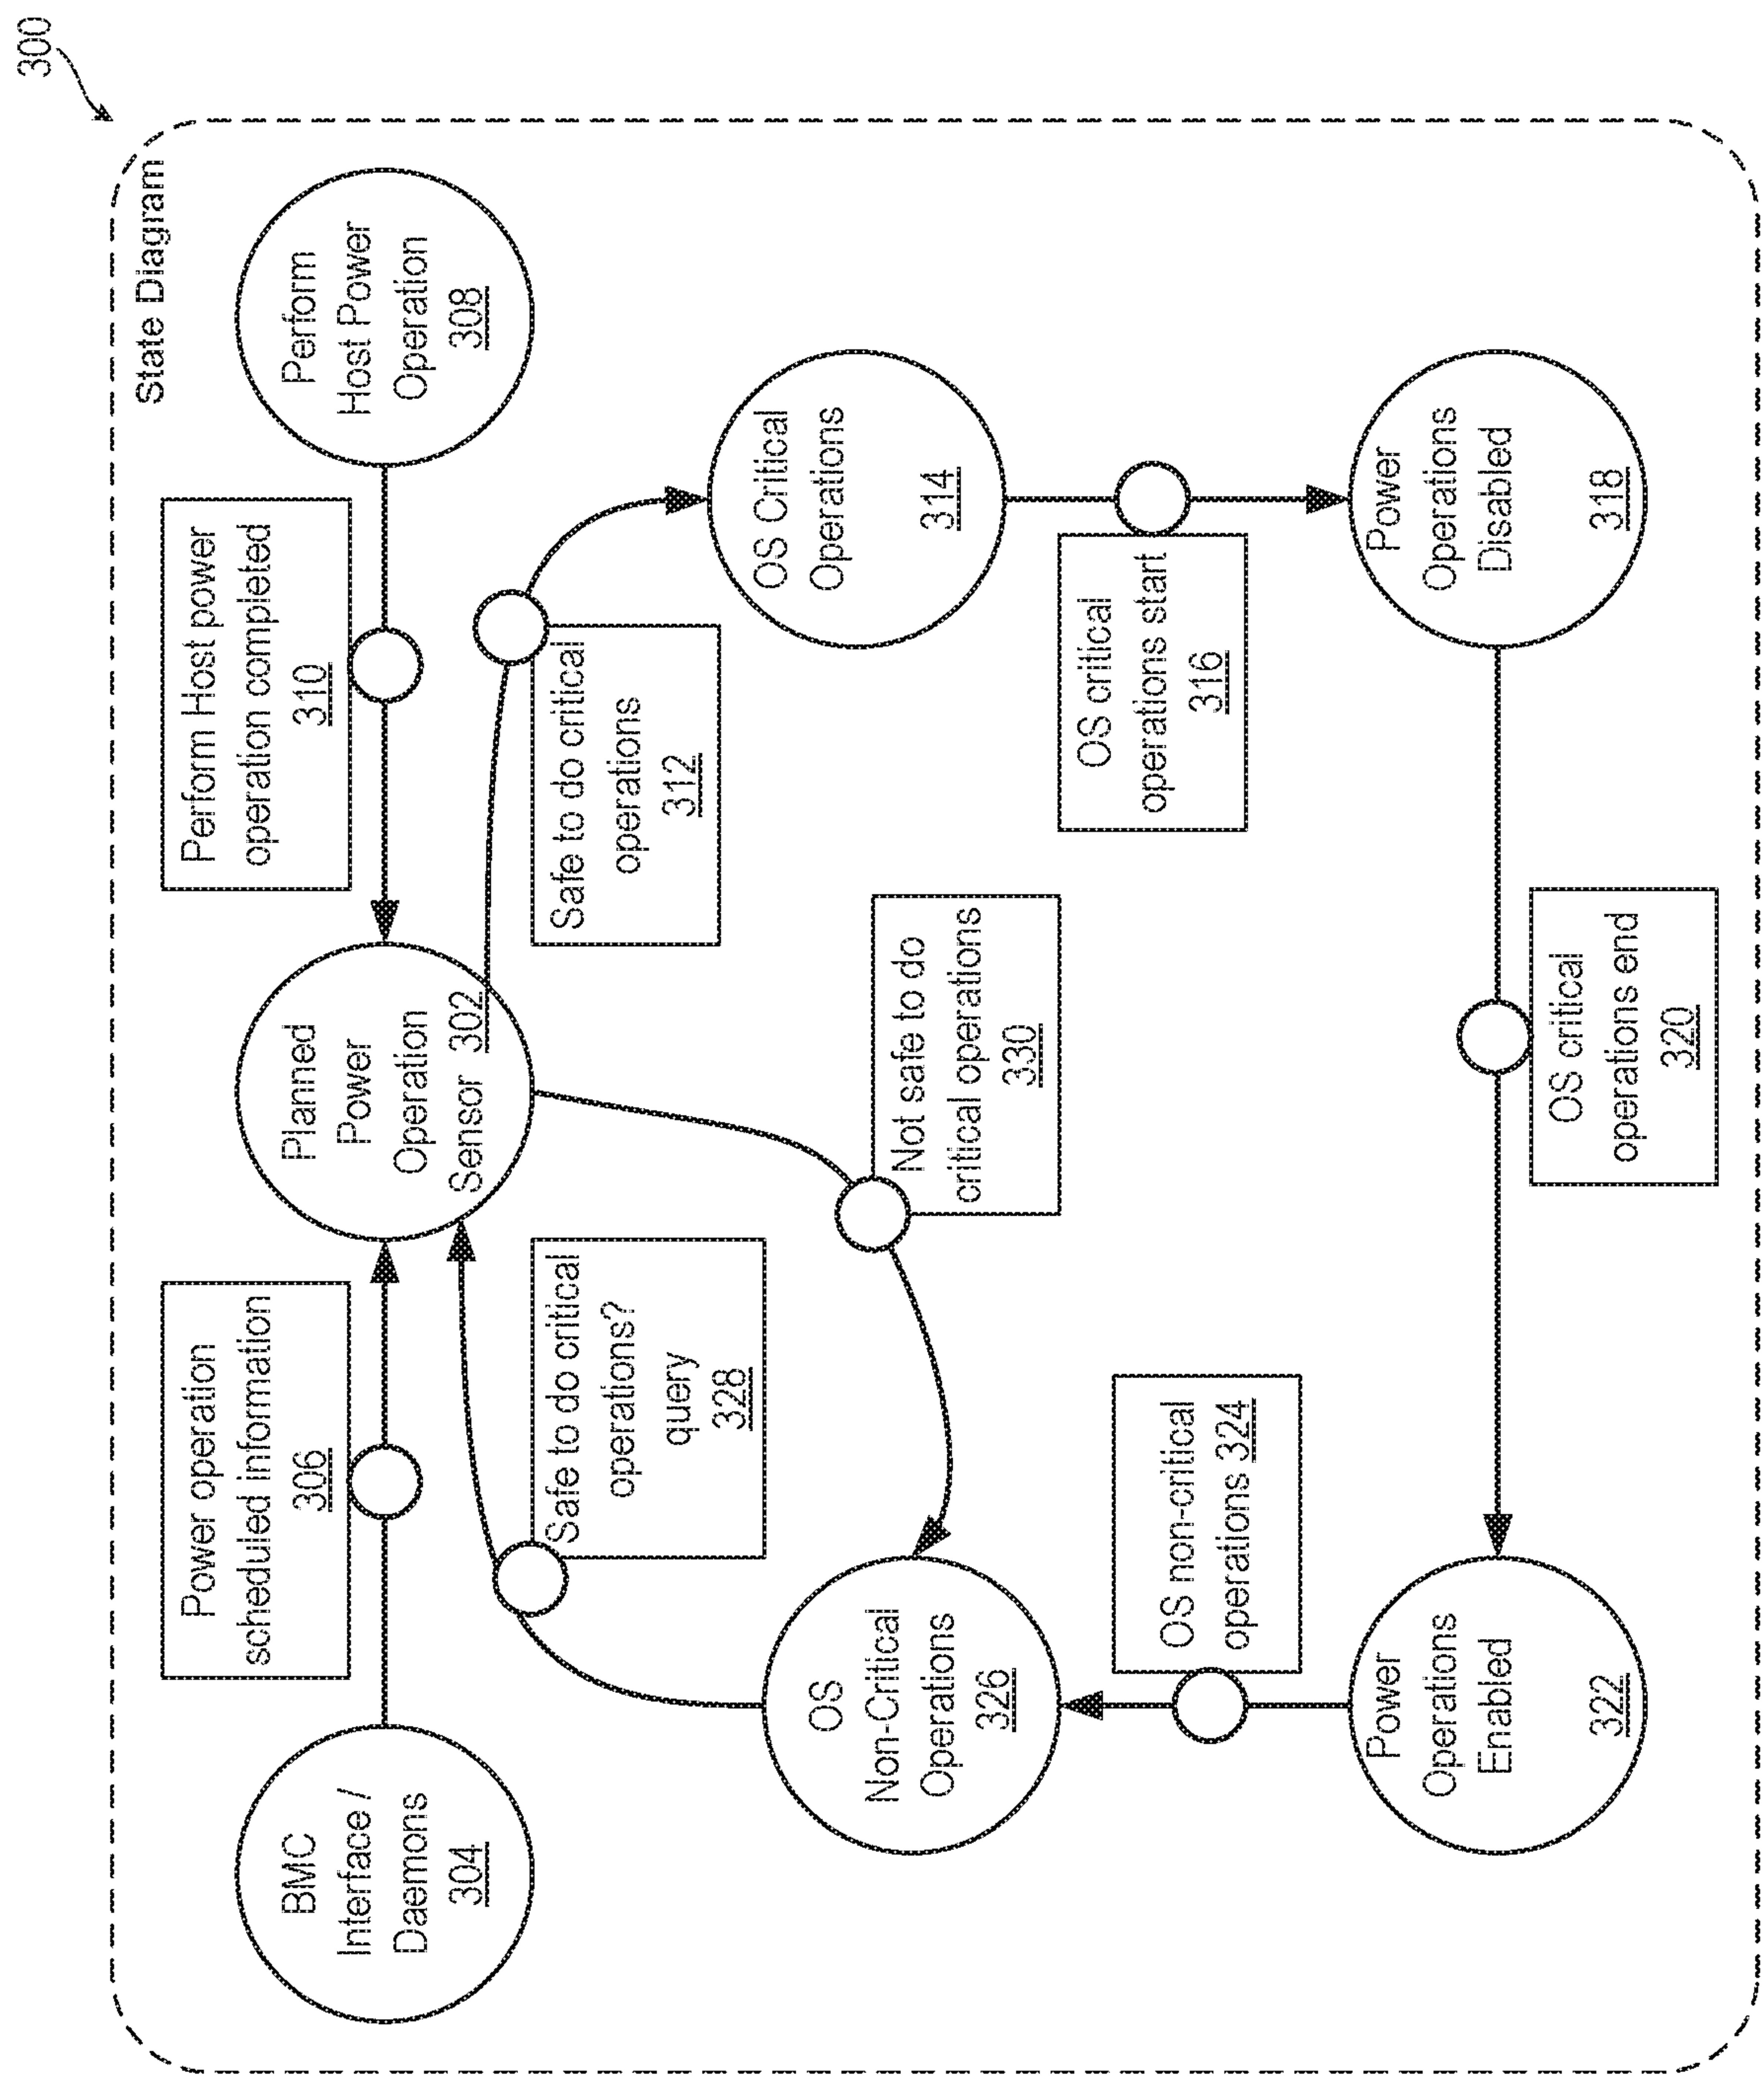 300
State Diagram
BMC
Interface /
Daemons
304
Power operation
scheduled information
306
Planned
Power
Operation
Sensor 302
Perform Host power
operation completed
310
Perform
Host Power
Operation
308
Safe to do critical
operations?
query
328
Safe to do critical
operations
312
OS
Non-Critical
Operations
326
Not safe to do
critical operations
330
OS Critical
Operations
314
OS non-critical
operations 324
OS critical
operations start
316
Power
Operations
Enabled
322
OS critical
operations end
320
Power
Operations
Disabled
318